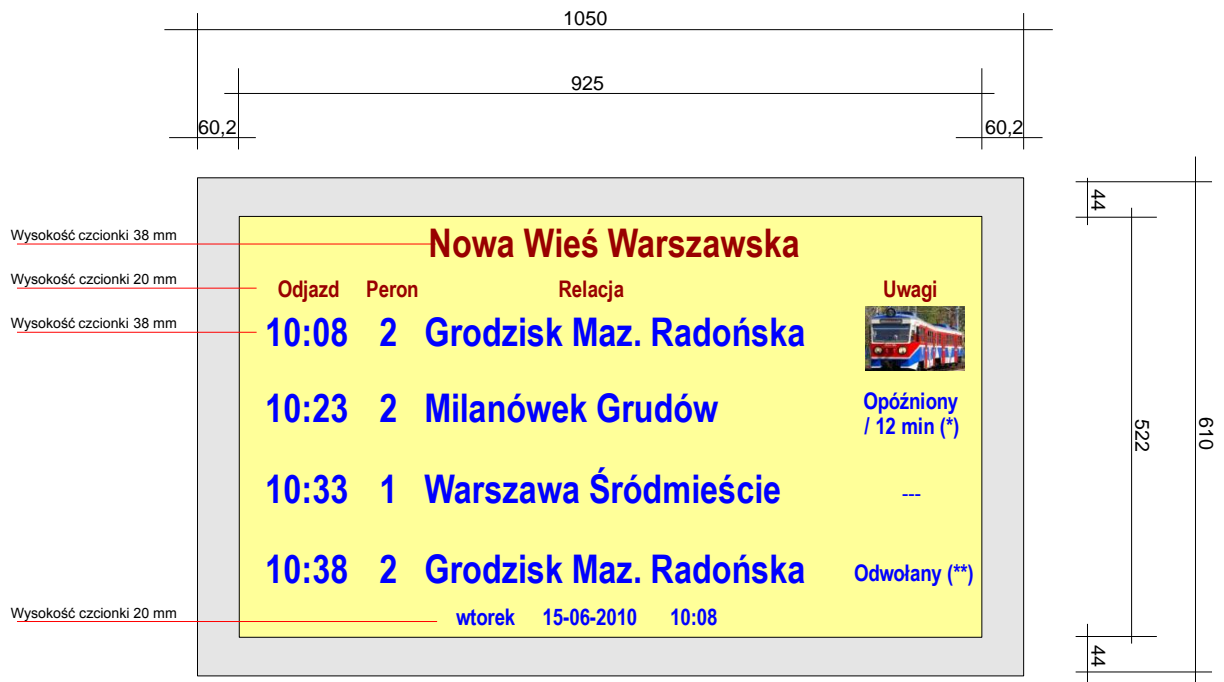 1050
925
60,2 60,2
44
Wysokość czcionki 38 mm
Nowa Wieś Warszawska
Wysokość czcionki 20 mm
Odjazd Peron Relacja Uwagi
Wysokość czcionki 38 mm
10:08 2 Grodzisk Maz. Radońska
10:23 2 Milanówek Grudów Opóźniony
/ 12 min (*)
522
610
10:33 1 Warszawa Śródmieście ---
10:38 2 Grodzisk Maz. Radońska Odwołany (**)
Wysokość czcionki 20 mm
wtorek 15-06-2010 10:08
44